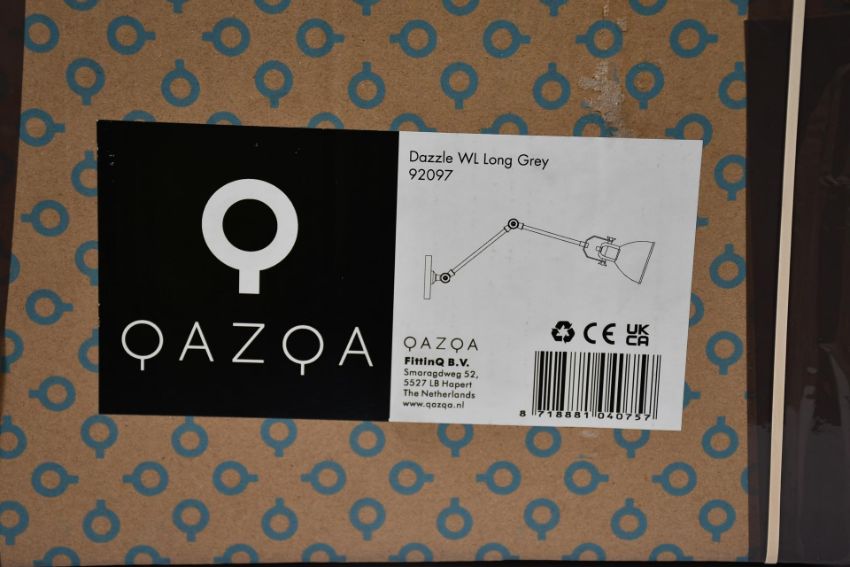 QAZQA
Dazzle WL Long Grey
92097
CE UK CA
QAZQA
FittinQ B.V.
Smaragdweg 52,
5527 LB Hapert
The Netherlands
www.qazqa.nl
8 718881 040757